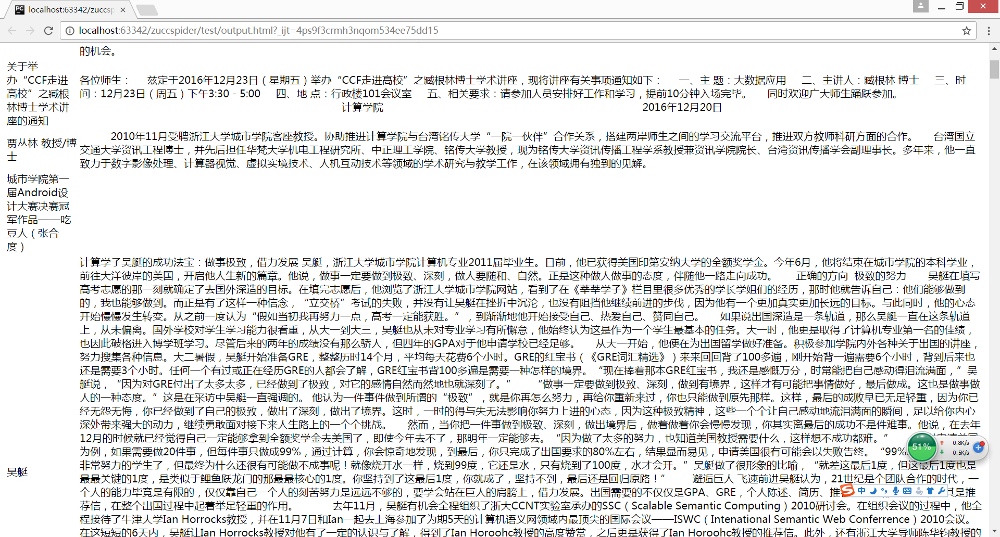 localhost:63342/zuccsp
localhost:63342/zuccspider/test/output.html?_ijt=4ps9f3crmh3nqom534ee75dd15
的机会。
关于举
办“CCF走进
高校”之臧根
林博士学术讲
座的通知
各位师生： 兹定于2016年12月23日（星期五）举办“CCF走进高校”之臧根林博士学术讲座，现将讲座有关事项通知如下： 一、主 题：大数据应用 二、主讲人：臧根林 博士 三、时
间：12月23日（周五）下午3:30 - 5:00 四、地 点：行政楼101会议室 五、相关要求：请参加人员安排好工作和学习，提前10分钟入场完毕。 同时欢迎广大师生踊跃参加。
计算学院 2016年12月20日
贾丛林 教授/博
士
2010年11月受聘浙江大学城市学院客座教授。协助推进计算学院与台湾铭传大学“一院一伙伴”合作关系，搭建两岸师生之间的学习交流平台，推进双方教师科研方面的合作。 台湾国立
交通大学资讯工程博士，并先后担任华梵大学机电工程研究所、中正理工学院、铭传大学教授，现为铭传大学资讯传播工程学系教授兼资讯学院院长、台湾资讯传播学会副理事长。多年来，他一直
致力于数字影像处理、计算器视觉、虚拟实境技术、人机互动技术等领域的学术研究与教学工作，在该领域拥有独到的见解。
城市学院第一
届Android设
计大赛决赛冠
军作品——吃
豆人（张合
度）
吴艇
计算学子吴艇的成功法宝：做事极致，借力发展 吴艇，浙江大学城市学院计算机专业2011届毕业生。日前，他已获得美国印第安纳大学的全额奖学金。今年6月，他将结束在城市学院的本科学业，
前往大洋彼岸的美国，开启他人生新的篇章。他说，做事一定要做到极致、深刻，做人要随和、自然。正是这种做人做事的态度，伴随他一路走向成功。 正确的方向 极致的努力 吴艇在填写
高考志愿的那一刻就确定了去国外深造的目标。在填完志愿后，他浏览了浙江大学城市学院网站，看到了在《莘莘学子》栏目里很多优秀的学长学姐们的经历，那时他就告诉自己：他们能够做到
的，我也能够做到。而正是有了这样一种信念，“立交桥”考试的失败，并没有让吴艇在挫折中沉沦，也没有阻挡他继续前进的步伐，因为他有一个更加真实更加长远的目标。与此同时，他的心态
开始慢慢发生转变。从之前一度认为“假如当初我再努力一点，高考一定能获胜。”，到渐渐地他开始接受自己、热爱自己、赞同自己。 如果说出国深造是一条轨道，那么吴艇一直在这条轨道
上，从未偏离。国外学校对学生学习能力很看重，从大一到大三，吴艇也从未对专业学习有所懈怠，他始终认为这是作为一个学生最基本的任务。大一时，他更是取得了计算机专业第一名的佳绩，
也因此破格进入博学班学习。尽管后来的两年的成绩没有那么骄人，但四年的GPA对于他申请学校已经足够。 从大一开始，他便在为出国留学做好准备。积极参加学院内外各种关于出国的讲座，
努力搜集各种信息。大二暑假，吴艇开始准备GRE，整整历时14个月，平均每天花费6个小时。GRE的红宝书（《GRE词汇精选》）来来回回背了100多遍，刚开始背一遍需要6个小时，背到后来也
还是需要3个小时。任何一个有过或正在经历GRE的人都会了解，GRE红宝书背100多遍是需要一种怎样的境界。“现在捧着那本GRE红宝书，我还是感慨万分，时常能把自己感动得泪流满面，”吴
艇说，“因为对GRE付出了太多太多，已经做到了极致，对它的感情自然而然地也就深刻了。” “做事一定要做到极致、深刻，做到有境界，这样才有可能把事情做好，最后做成。这也是做事做
人的一种态度。”这是在采访中吴艇一直强调的。 他认为一件事件做到所谓的“极致”，就是你再怎么努力，再给你重新来过，你也只能做到原先那样。这样，最后的成败早已无足轻重，因为你已
经无怨无悔，你已经做到了自己的极致，做出了深刻，做出了境界。这时，一时的得与失无法影响你努力上进的心态，因为这种极致精神，这些一个个让自己感动地流泪满面的瞬间，足以给你内心
深处带来强大的动力，继续勇敢面对接下来人生路上的一个个挑战。 然而，当你把一件事做到极致、深刻，做出境界后，做着做着你会慢慢发现，你其实离最后的成功不是件难事。他说，在去年
12月的时候就已经觉得自己一定能够拿到全额奖学金去美国了，即使今年去不了，那明年一定能够去。“因为做了太多的努力，也知道美国教授需要什么，这样想不成功都难。”
为例，如果需要做20件事，但每件事只做成99%，通过计算，你会惊奇地发现，到最后，你只完成了出国要求的80%左右，结果显而易见，申请美国很有可能会以失败告终。“99%
非常努力的学生了，但最终为什么还很有可能做不成事呢！就像烧开水一样，烧到99度，它还是水，只有烧到了100度，水才会开。”吴艇做了很形象的比喻，“就差这最后1度，但这最后1度也是
最最关键的1度，是类似于鲤鱼跃龙门的那最最核心的1度。你坚持到了这最后1度，你就成了，坚持不到，最后还是回归原路！” 邂逅巨人 飞速前进吴艇认为，21世纪是个团队合作的时代，一
个人的能力毕竟是有限的，仅仅靠自己一个人的刻苦努力是远远不够的，要学会站在巨人的肩膀上，借力发展。出国需要的不仅仅是GPA、GRE，个人陈述、简历、推 其是推
荐信，在整个出国过程中起着举足轻重的作用。 去年11月，吴艇有机会全程组织了浙大CCNT实验室承办的SSC（Scalable Semantic Computing）2010研讨会。在组织会议的过程中，他全
程接待了牛津大学Ian Horrocks教授，并在11月7日和Ian一起去上海参加了为期5天的计算机语义网领域内最顶尖的国际会议——ISWC（Intenational Semantic Web Conferrence）2010会议。
在这短短的6天内，吴艇让Ian Horrocks教授对他有了一定的认识与了解，得到了Ian Horoohc教授的高度赞赏，之后更是获得了Ian Horoohc教授的推荐信。此外，还有浙江大学导师陈华钧教授的
51%
0.8K/s
0.5K/s
中